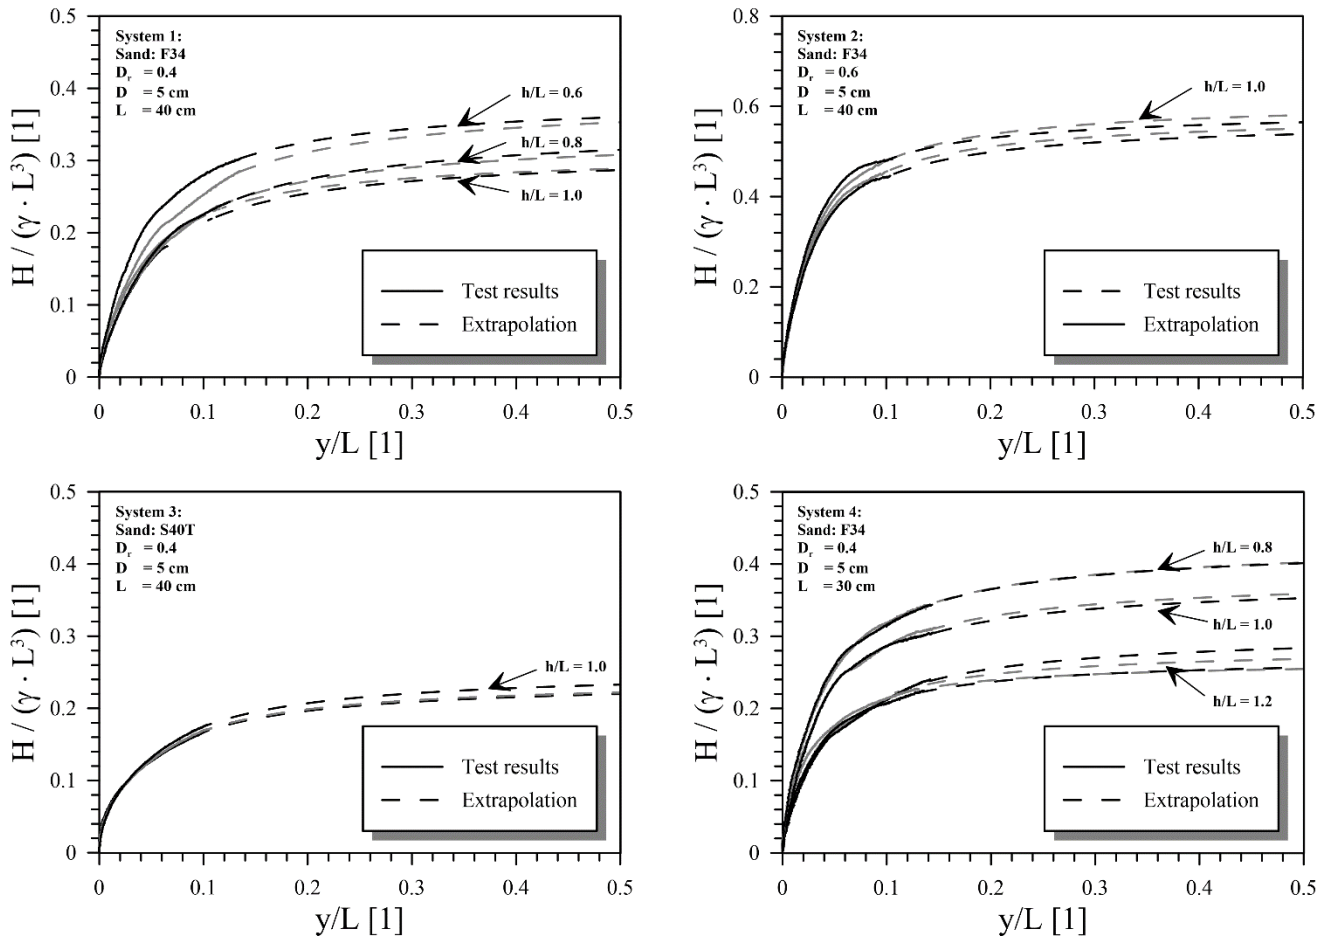 System 1:
Sand: F34
Dr = 0.4
D = 5 cm
L = 40 cm
h/L = 0.6
h/L = 0.8
h/L = 1.0
Test results
Extrapolation
0.5
0.4
0.3
0.2
0.1
0
H / (γ · L³) [1]
0 0.1 0.2 0.3 0.4 0.5
y/L [1]
System 2:
Sand: F34
Dr = 0.6
D = 5 cm
L = 40 cm
h/L = 1.0
Test results
Extrapolation
0.8
0.6
0.4
0.2
0
H / (γ · L³) [1]
0 0.1 0.2 0.3 0.4 0.5
y/L [1]
System 3:
Sand: S40T
Dr = 0.4
D = 5 cm
L = 40 cm
h/L = 1.0
Test results
Extrapolation
0.5
0.4
0.3
0.2
0.1
0
H / (γ · L³) [1]
0 0.1 0.2 0.3 0.4 0.5
y/L [1]
System 4:
Sand: F34
Dr = 0.4
D = 5 cm
L = 30 cm
h/L = 0.8
h/L = 1.0
h/L = 1.2
Test results
Extrapolation
0.5
0.4
0.3
0.2
0.1
0
H / (γ · L³) [1]
0 0.1 0.2 0.3 0.4 0.5
y/L [1]